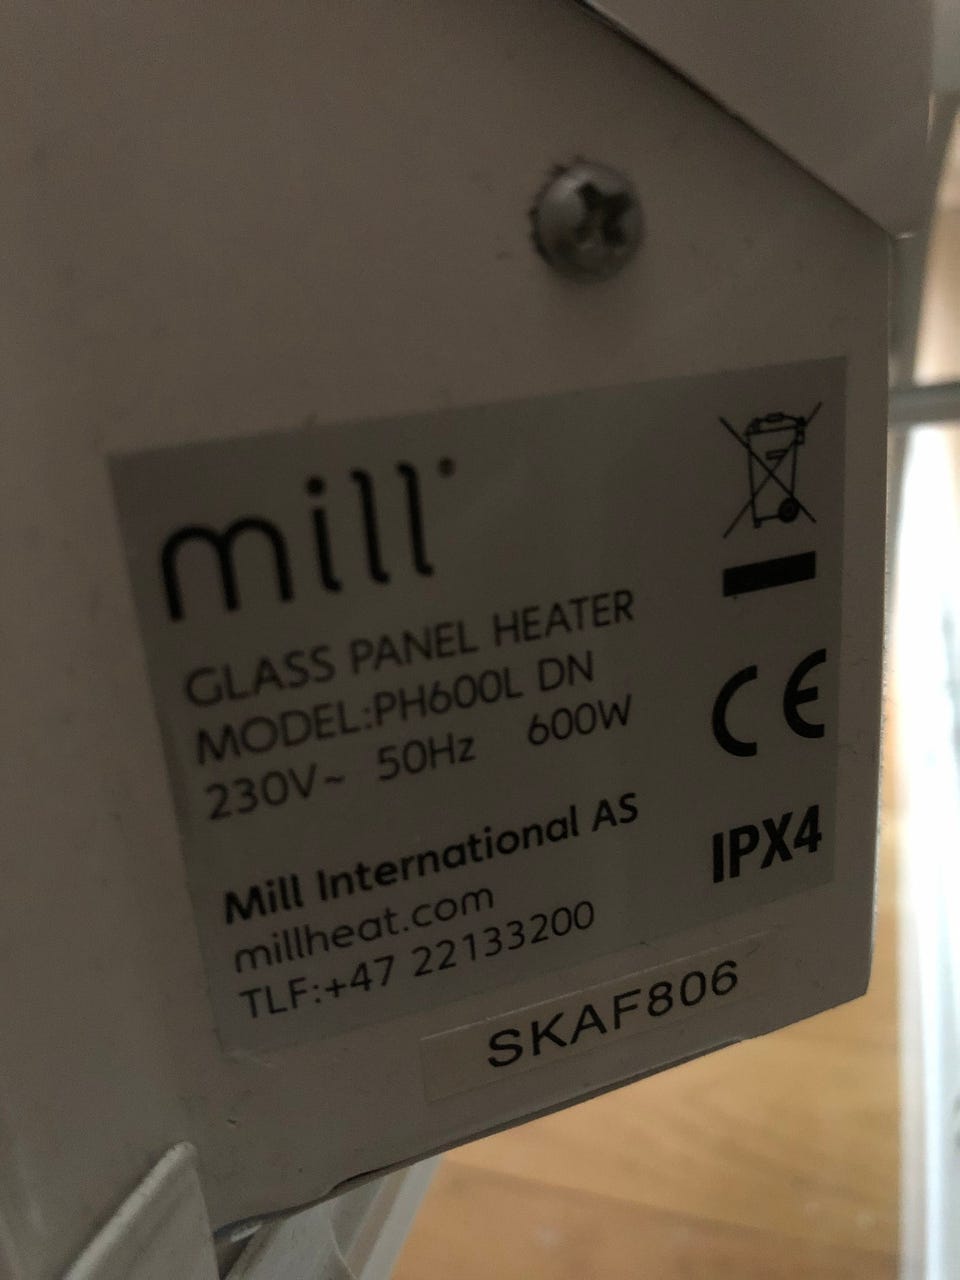 mill
GLASS PANEL HEATER
MODEL:PH600L DN
230V~ 50Hz 600W
Mill International AS
millheat.com
TLF:+47 22133200
CE
IPX4
SKAF806